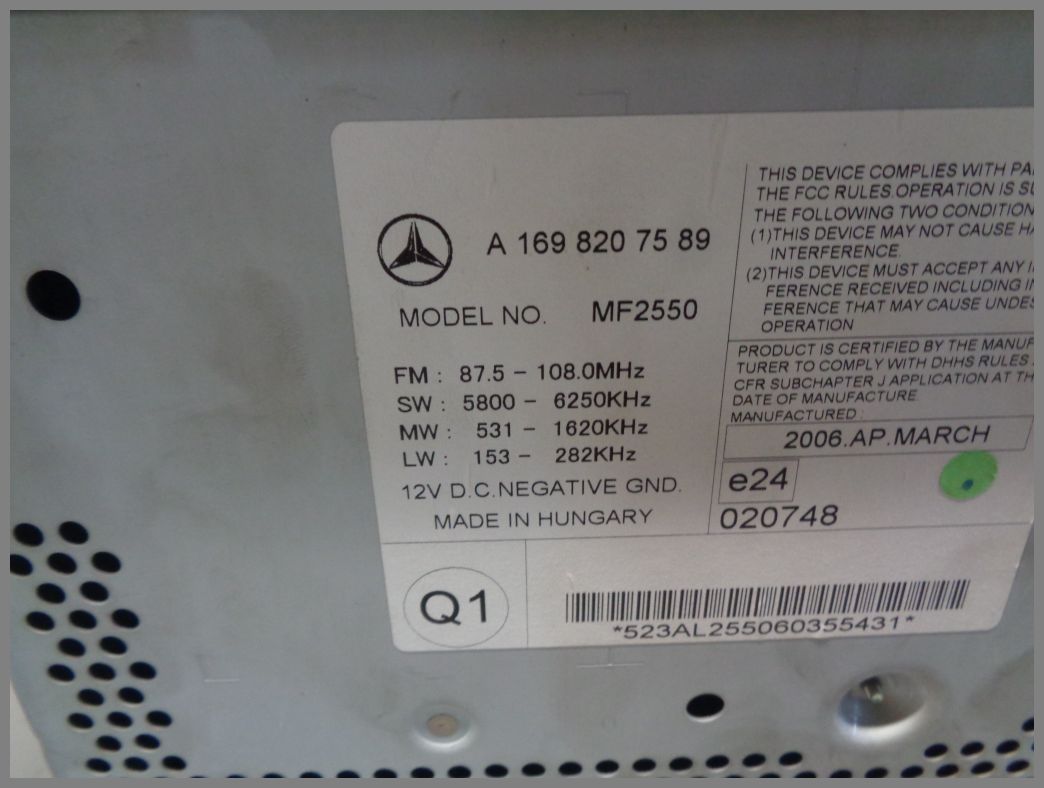 A 169 820 75 89
MODEL NO. MF2550
FM : 87.5 – 108.0MHz
SW : 5800 – 6250KHz
MW : 531 – 1620KHz
LW : 153 – 282KHz
12V D.C.NEGATIVE GND.
MADE IN HUNGARY
THIS DEVICE COMPLIES WITH
THE FCC RULES.OPERATION IS
THE FOLLOWING TWO
(1)THIS DEVICE MAY NOT CAUSE
INTERFERENCE.
(2)THIS DEVICE MUST ACCEPT ANY
FERENCE RECEIVED INCLUDING
FERENCE THAT MAY CAUSE
OPERATION
PRODUCT IS CERTIFIED BY THE
TURER TO COMPLY WITH DHHS RULES
CFR SUBCHAPTER J APPLICATION AT
DATE OF MANUFACTURE
MANUFACTURED :
2006.AP.MARCH
e24
020748
Q1
*523AL255060355431*